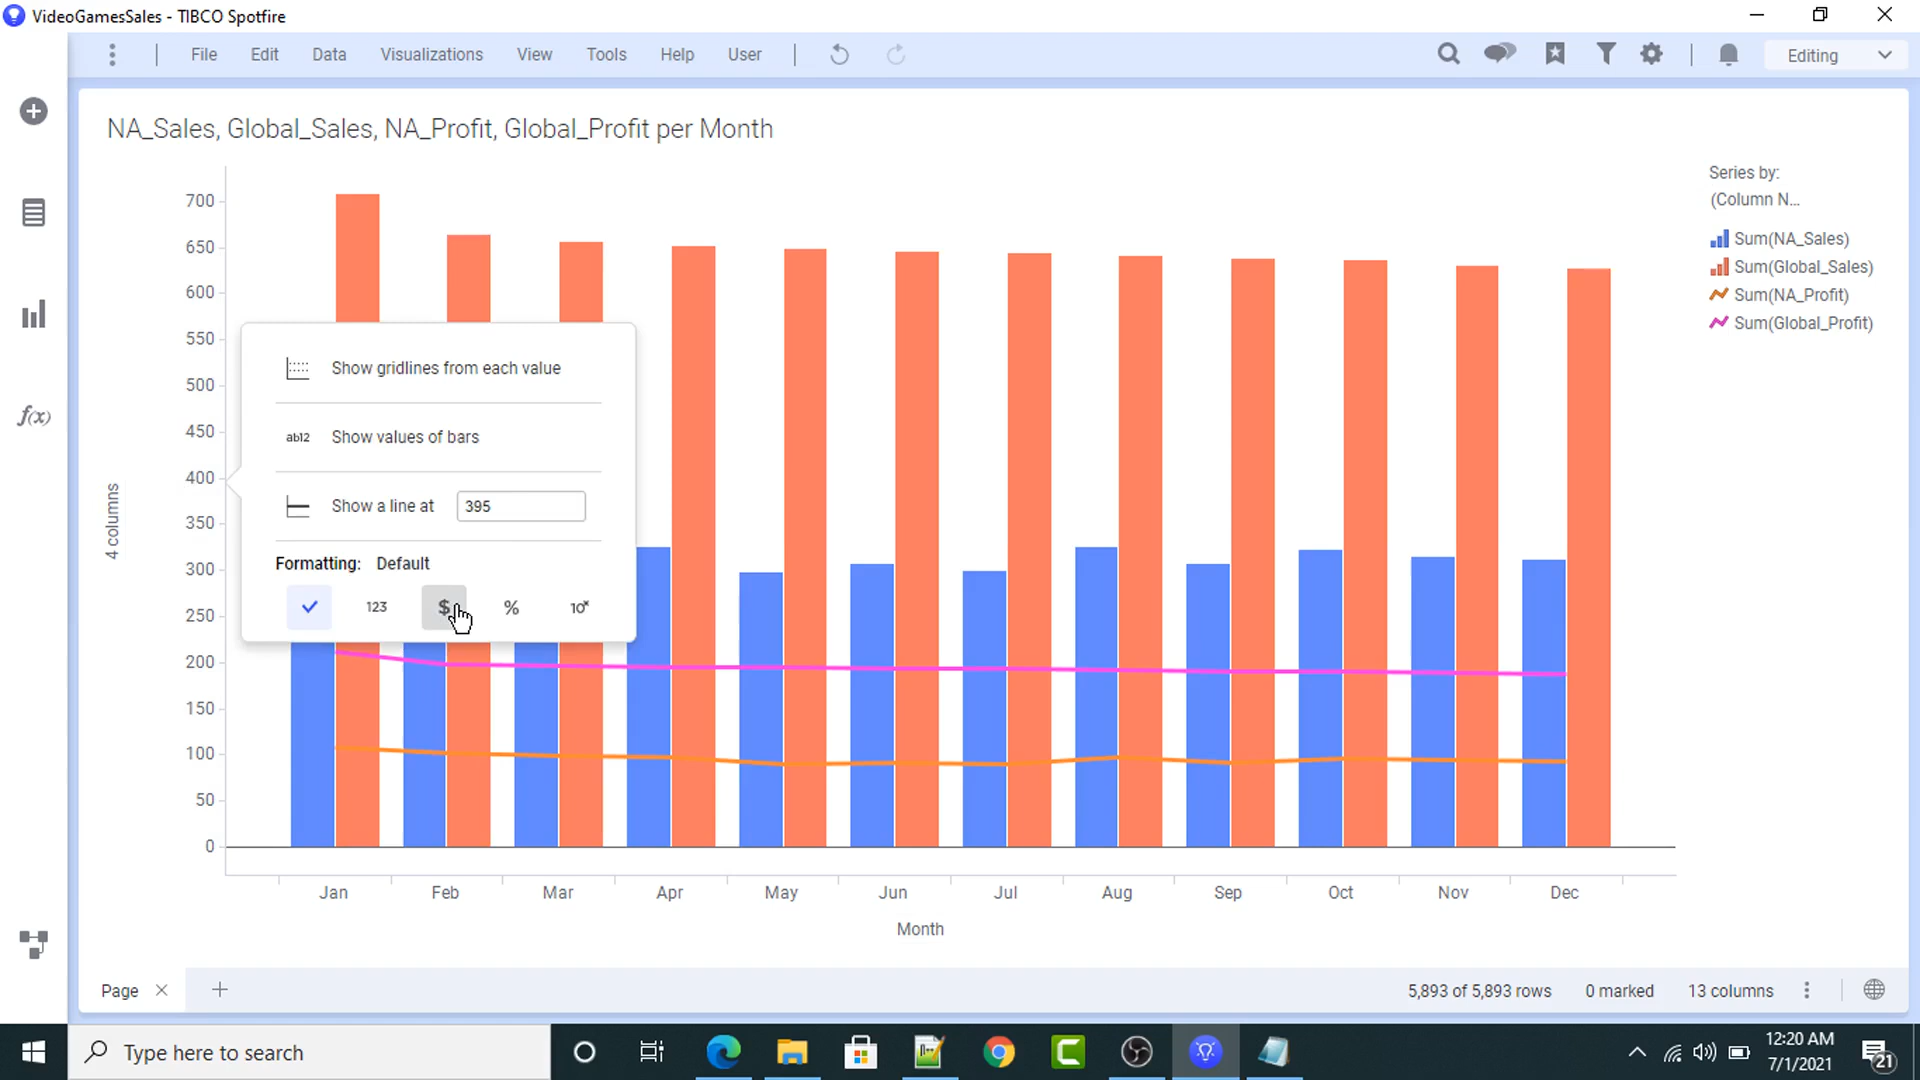 VideoGamesSales - TIBCO Spotfire
File Edit Data Visualizations View Tools Help User
Editing
NA_Sales, Global_Sales, NA_Profit, Global_Profit per Month
Series by:
(Column N...
Sum(NA_Sales)
Sum(Global_Sales)
Sum(NA_Profit)
Sum(Global_Profit)
700
650
600
550
500
450
400
350
300
250
200
150
100
50
0
4 columns
Show gridlines from each value
ab12 Show values of bars
Show a line at 395
Formatting: Default
123 $ % 10ˣ
f(x)
Jan Feb Mar Apr May Jun Jul Aug Sep Oct Nov Dec
Month
Page
5,893 of 5,893 rows 0 marked 13 columns
Type here to search
12:20 AM
7/1/2021
21